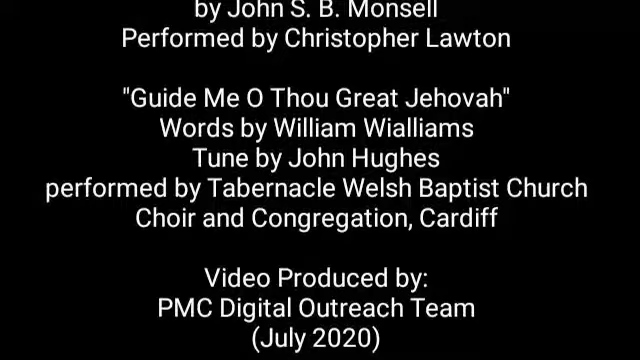 by John S. B. Monsell
Performed by Christopher Lawton
"Guide Me O Thou Great Jehovah"
Words by William Wialliams
Tune by John Hughes
performed by Tabernacle Welsh Baptist Church
Choir and Congregation, Cardiff
Video Produced by:
PMC Digital Outreach Team
(July 2020)